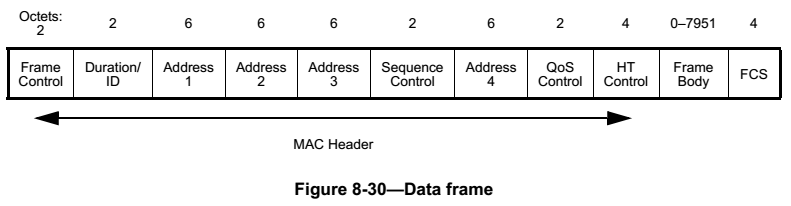 Octets:
2 2 6 6 6 2 6 2 4 0–7951 4
Frame Control Duration/ ID Address 1 Address 2 Address 3 Sequence Control Address 4 QoS Control HT Control Frame Body FCS
MAC Header
Figure 8-30—Data frame